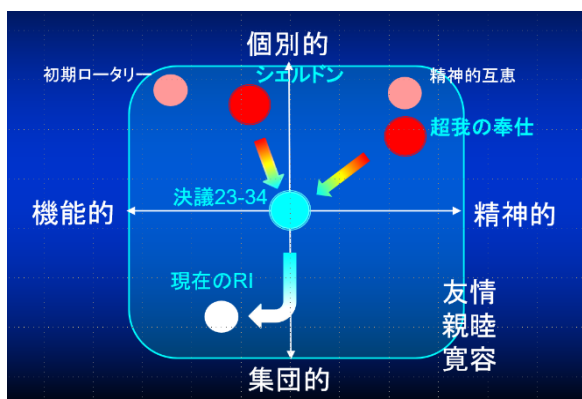 個別的
初期ロータリー
シェルドン
精神的互恵
超我の奉仕
決議23-34
機能的
精神的
現在のRI
友情
親睦
寛容
集団的